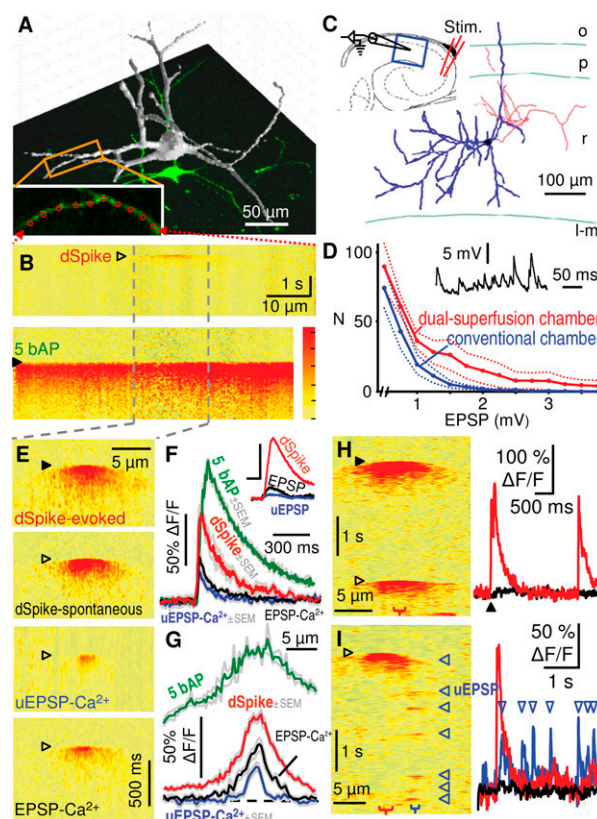 A
50 µm
B
dSpike
1 s
10 µm
5 bAP
C
Stim.
o
p
r
100 µm
l-m
D
100
N
50
0
5 mV
50 ms
dual-superfusion chamber
conventional chamber
1
2
3
EPSP (mV)
E
5 µm
dSpike-evoked
dSpike-spontaneous
uEPSP-Ca²⁺
EPSP-Ca²⁺
500 ms
F
50% ΔF/F
5 bAP
±SEM
dSpike
±SEM
dSpike
EPSP
uEPSP
300 ms
uEPSP-Ca²⁺±SEM
EPSP-Ca²⁺
G
5 µm
5 bAP
50% ΔF/F
dSpike±SEM
EPSP-Ca²⁺
uEPSP-Ca²⁺±SEM
H
1 s
5 µm
100 %
ΔF/F
500 ms
I
uEPSP
1 s
5 µm
50 %
ΔF/F
1 s